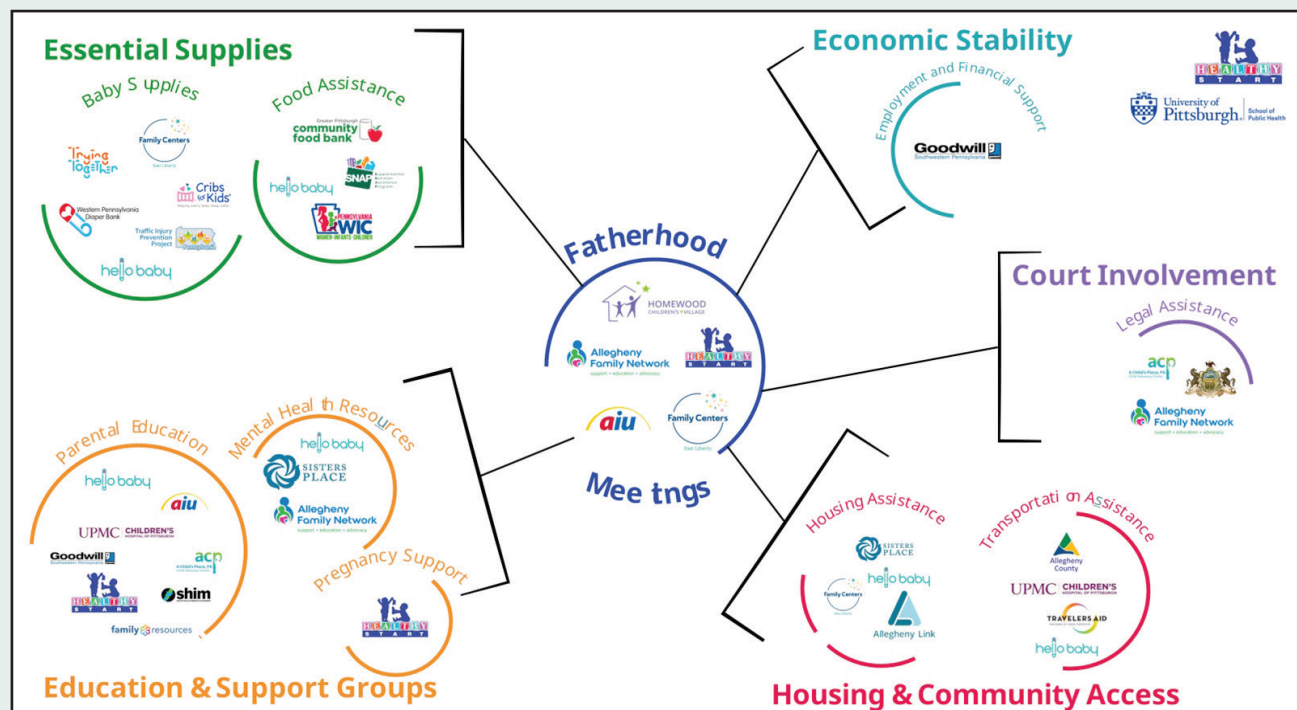 Essential Supplies
Baby Supplies
Family Centers
East Liberty
Trying
Together
Cribs
for Kids
Western Pennsylvania
Diaper Bank
Traffic Injury
Prevention
Project
Pennsylvania
hello baby
Food Assistance
Greater Pittsburgh
community
food bank
hello baby
SNAP
Supplemental
Nutrition
Assistance
Program
PENNSYLVANIA
WIC
WOMEN INFANTS CHILDREN
Economic Stability
Employment and Financial Support
Goodwill
Southwestern Pennsylvania
HEALTHY
START
University of
Pittsburgh
School of
Public Health
Fatherhood
HOMEWOOD
CHILDREN'S VILLAGE
Allegheny
Family Network
support • education • advocacy
HEALTHY
START
aiu
Family Centers
East Liberty
Mee tngs
Court Involvement
Legal Assistance
acp
A Child's Place, PA
Allegheny
Family Network
support • education • advocacy
Parental Education
hello baby
aiu
UPMC CHILDREN'S
HOSPITAL OF PITTSBURGH
Goodwill
Southwestern Pennsylvania
acp
A Child's Place, PA
HEALTHY
START
shim
family resources
Mental Heal th Resources
hello baby
SISTERS
PLACE
Allegheny
Family Network
support • education • advocacy
Pregnancy Support
HEALTHY
START
Education & Support Groups
Housing Assistance
SISTERS
PLACE
hello baby
Family Centers
Allegheny Link
Transportati on Assistance
Allegheny
County
UPMC CHILDREN'S
HOSPITAL OF PITTSBURGH
TRAVELERS AID
hello baby
Housing & Community Access